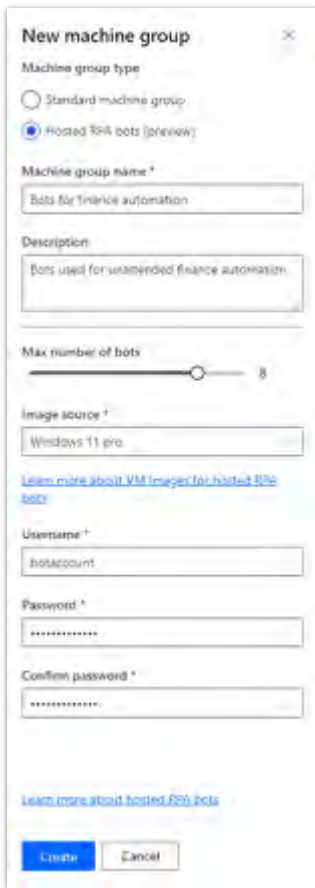 New machine group
Machine group type
Standard machine group
Hosted RPA bots (preview)
Machine group name *
Bots for finance automation
Description
Bots used for unattended finance automation
Max number of bots
8
Image source *
Windows 11 pro
Learn more about VM Images for hosted RPA
bots
Username *
botaccount
Password *
•••••••••••••
Confirm password *
•••••••••••••
Learn more about hosted RPA bots
Create
Cancel